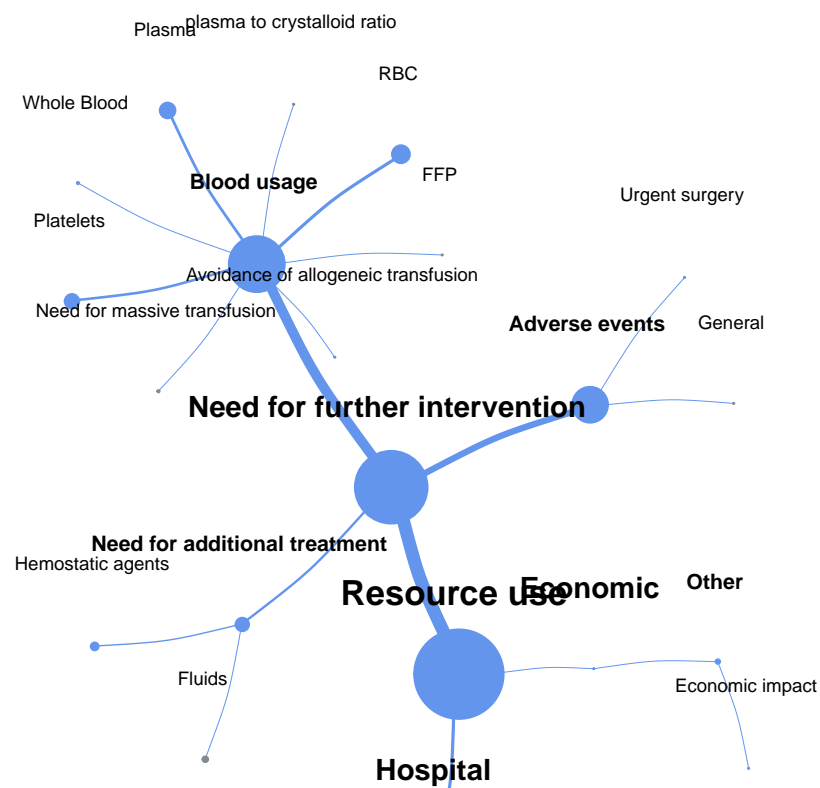 plasma to crystalloid ratio
Plasma
RBC
Whole Blood
FFP
Blood usage
Urgent surgery
Platelets
Avoidance of allogeneic transfusion
Need for massive transfusion
Adverse events
General
Need for further intervention
Need for additional treatment
Hemostatic agents
Resource use
Economic
Other
Fluids
Economic impact
Hospital